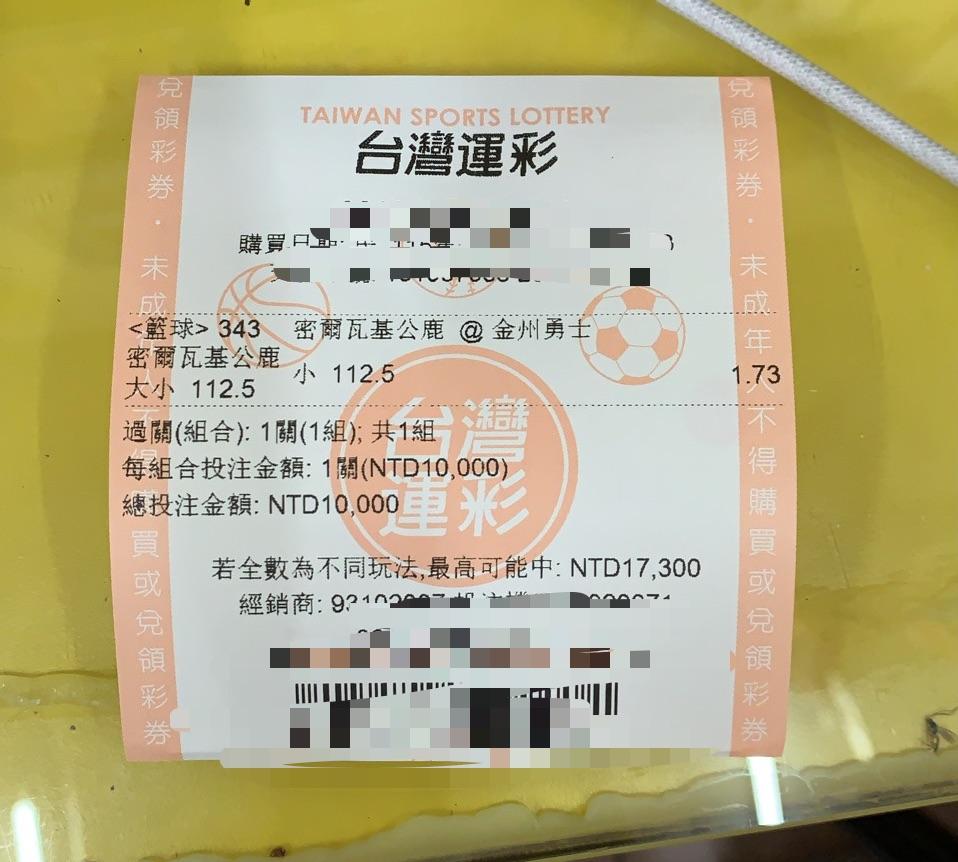 TAIWAN SPORTS LOTTERY
台灣運彩
購買日期:
<籃球> 343 密爾瓦基公鹿 @ 金州勇士
密爾瓦基公鹿
大小 112.5 小 112.5 1.73
過關(組合): 1關(1組); 共1組
每組合投注金額: 1關(NTD10,000)
總投注金額: NTD10,000
台灣
運彩
若全數為不同玩法,最高可能中: NTD17,300
經銷商:
兌領彩券·未成年人不得購買或兌領彩券
兌領彩券·未成年人不得購買或兌領彩券